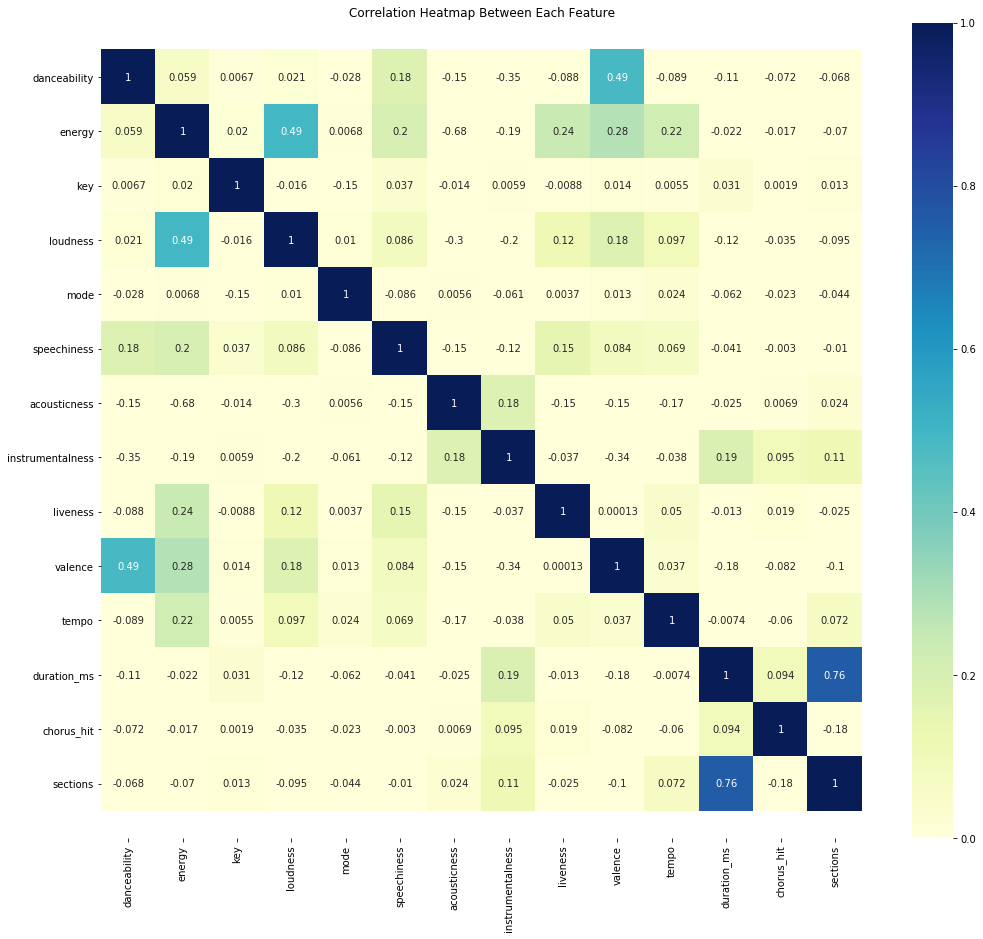 Correlation Heatmap Between Each Feature
danceability 1 0.059 0.0067 0.021 -0.028 0.18 -0.15 -0.35 -0.088 0.49 -0.089 -0.11 -0.072 -0.068
energy 0.059 1 0.02 0.49 0.0068 0.2 -0.68 -0.19 0.24 0.28 0.22 -0.022 -0.017 -0.07
key 0.0067 0.02 1 -0.016 -0.15 0.037 -0.014 0.0059 -0.0088 0.014 0.0055 0.031 0.0019 0.013
loudness 0.021 0.49 -0.016 1 0.01 0.086 -0.3 -0.2 0.12 0.18 0.097 -0.12 -0.035 -0.095
mode -0.028 0.0068 -0.15 0.01 1 -0.086 0.0056 -0.061 0.0037 0.013 0.024 -0.062 -0.023 -0.044
speechiness 0.18 0.2 0.037 0.086 -0.086 1 -0.15 -0.12 0.15 0.084 0.069 -0.041 -0.003 -0.01
acousticness -0.15 -0.68 -0.014 -0.3 0.0056 -0.15 1 0.18 -0.15 -0.15 -0.17 -0.025 0.0069 0.024
instrumentalness -0.35 -0.19 0.0059 -0.2 -0.061 -0.12 0.18 1 -0.037 -0.34 -0.038 0.19 0.095 0.11
liveness -0.088 0.24 -0.0088 0.12 0.0037 0.15 -0.15 -0.037 1 0.00013 0.05 -0.013 0.019 -0.025
valence 0.49 0.28 0.014 0.18 0.013 0.084 -0.15 -0.34 0.00013 1 0.037 -0.18 -0.082 -0.1
tempo -0.089 0.22 0.0055 0.097 0.024 0.069 -0.17 -0.038 0.05 0.037 1 -0.0074 -0.06 0.072
duration_ms -0.11 -0.022 0.031 -0.12 -0.062 -0.041 -0.025 0.19 -0.013 -0.18 -0.0074 1 0.094 0.76
chorus_hit -0.072 -0.017 0.0019 -0.035 -0.023 -0.003 0.0069 0.095 0.019 -0.082 -0.06 0.094 1 -0.18
sections -0.068 -0.07 0.013 -0.095 -0.044 -0.01 0.024 0.11 -0.025 -0.1 0.072 0.76 -0.18 1
danceability energy key loudness mode speechiness acousticness instrumentalness liveness valence tempo duration_ms chorus_hit sections
1.0
0.8
0.6
0.4
0.2
0.0